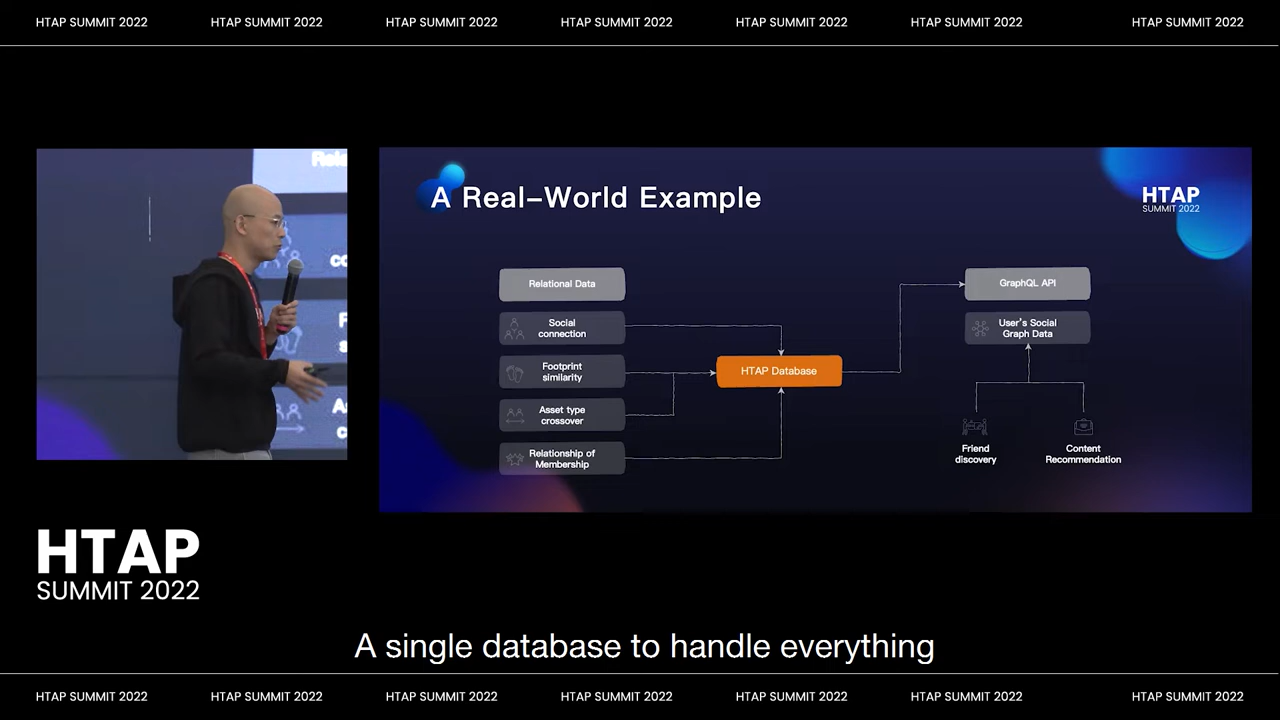 HTAP SUMMIT 2022 HTAP SUMMIT 2022 HTAP SUMMIT 2022 HTAP SUMMIT 2022 HTAP SUMMIT 2022 HTAP SUMMIT 2022 HTAP SUMMIT 2022
A Real-World Example
HTAP
SUMMIT 2022
Relational Data
Social
connection
Footprint
similarity
Asset type
crossover
Relationship of
Membership
HTAP Database
GraphQL API
User's Social
Graph Data
Friend
discovery
Content
Recommendation
HTAP
SUMMIT 2022
A single database to handle everything
HTAP SUMMIT 2022 HTAP SUMMIT 2022 HTAP SUMMIT 2022 HTAP SUMMIT 2022 HTAP SUMMIT 2022 HTAP SUMMIT 2022 HTAP SUMMIT 2022